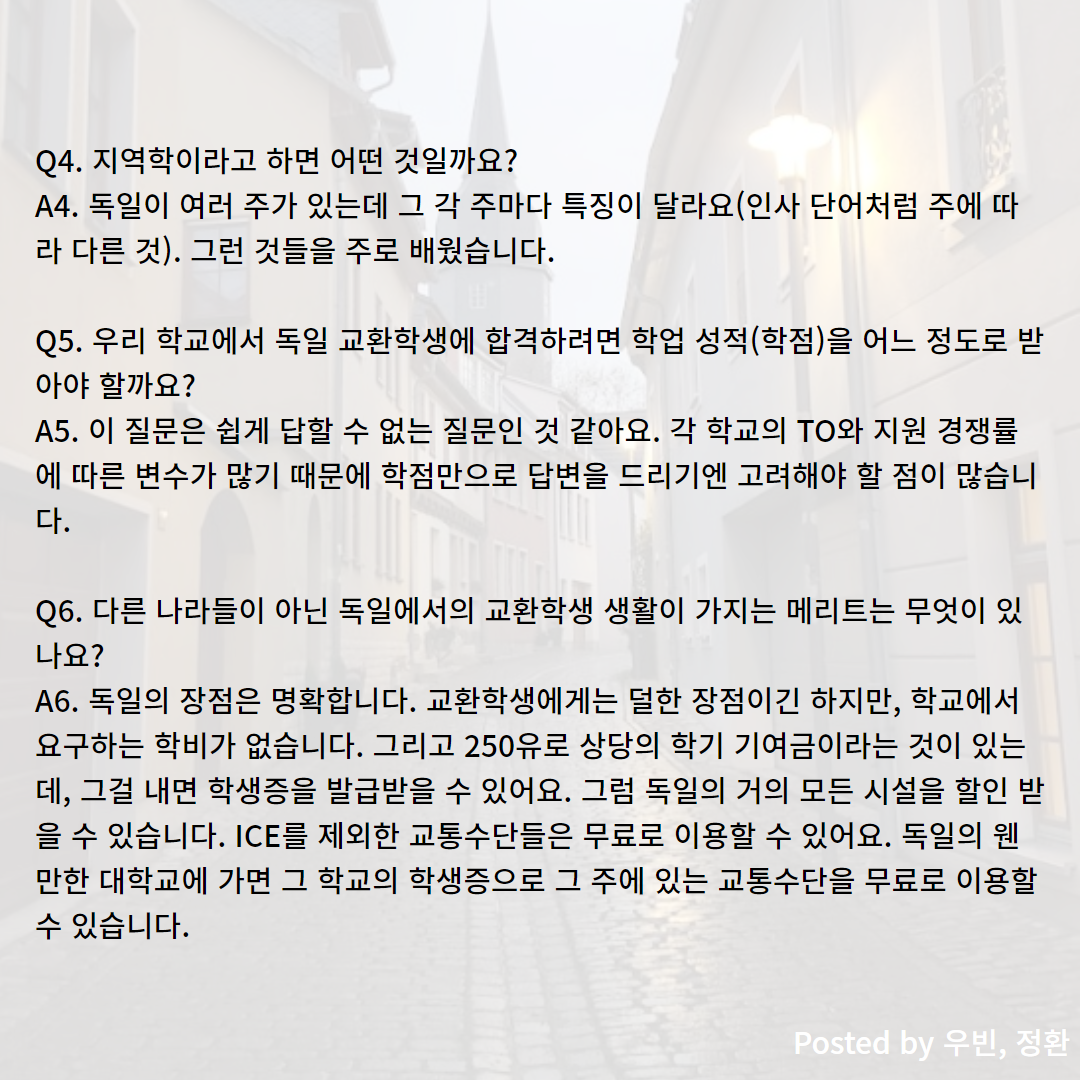 Q4. 지역학이라고 하면 어떤 것일까요?
A4. 독일이 여러 주가 있는데 그 각 주마다 특징이 달라요(인사 단어처럼 주에 따
라 다른 것). 그런 것들을 주로 배웠습니다.
Q5. 우리 학교에서 독일 교환학생에 합격하려면 학업 성적(학점)을 어느 정도로 받
아야 할까요?
A5. 이 질문은 쉽게 답할 수 없는 질문인 것 같아요. 각 학교의 TO와 지원 경쟁률
에 따른 변수가 많기 때문에 학점만으로 답변을 드리기엔 고려해야 할 점이 많습니
다.
Q6. 다른 나라들이 아닌 독일에서의 교환학생 생활이 가지는 메리트는 무엇이 있
나요?
A6. 독일의 장점은 명확합니다. 교환학생에게는 덜한 장점이긴 하지만, 학교에서
요구하는 학비가 없습니다. 그리고 250유로 상당의 학기 기여금이라는 것이 있는
데, 그걸 내면 학생증을 발급받을 수 있어요. 그럼 독일의 거의 모든 시설을 할인 받
을 수 있습니다. ICE를 제외한 교통수단들은 무료로 이용할 수 있어요. 독일의 웬
만한 대학교에 가면 그 학교의 학생증으로 그 주에 있는 교통수단을 무료로 이용할
수 있습니다.
Posted by 우빈, 정환